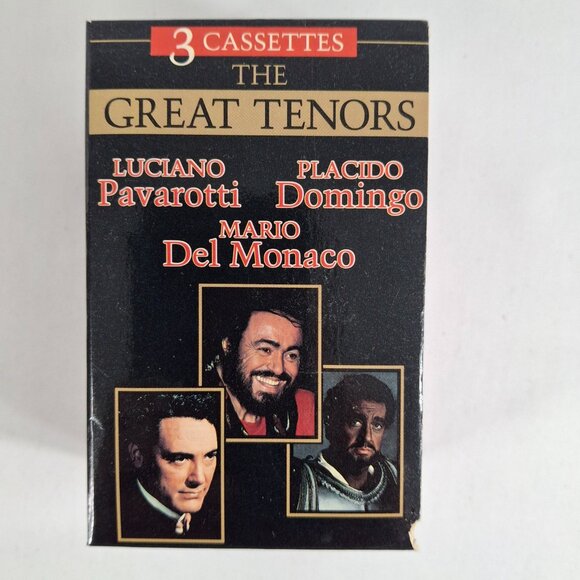 3 CASSETTES
THE
GREAT TENORS
LUCIANO PLACIDO
Pavarotti Domingo
MARIO
Del Monaco